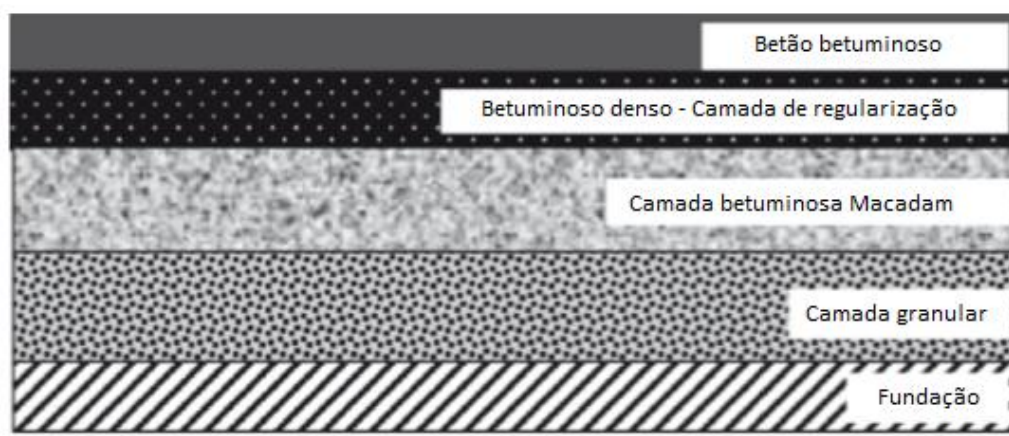 Betão betuminoso
Betuminoso denso - Camada de regularização
Camada betuminosa Macadam
Camada granular
Fundação